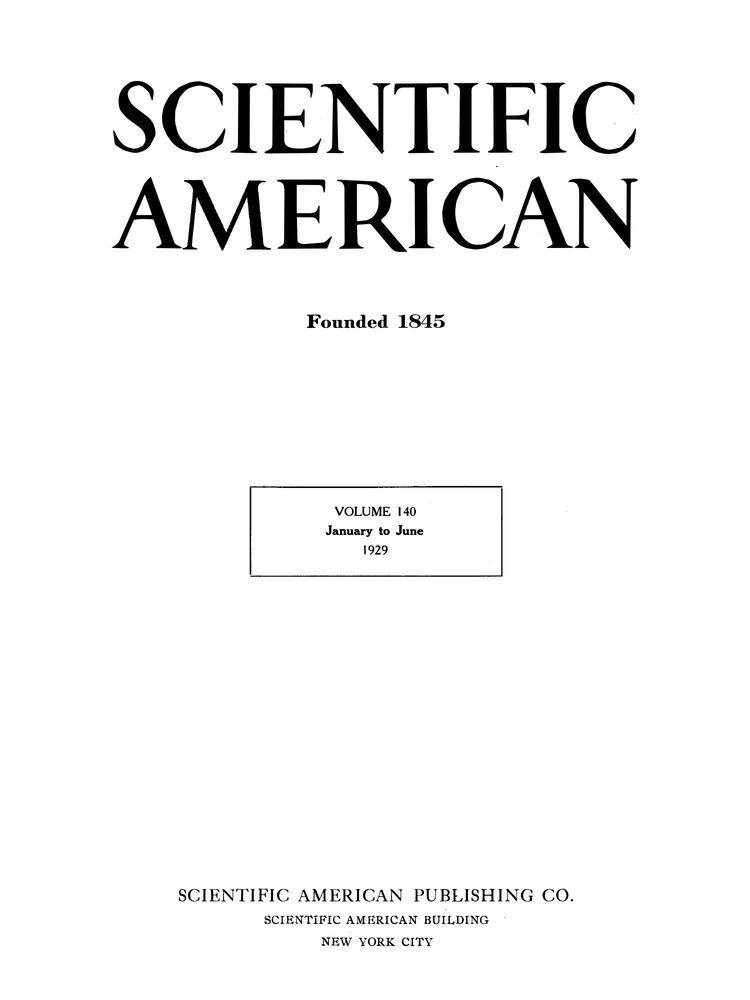 SCIENTIFIC
AMERICAN
Founded 1845
VOLUME 140
January to June
1929
SCIENTIFIC AMERICAN PUBLISHING CO.
SCIENTIFIC AMERICAN BUILDING
NEW YORK CITY